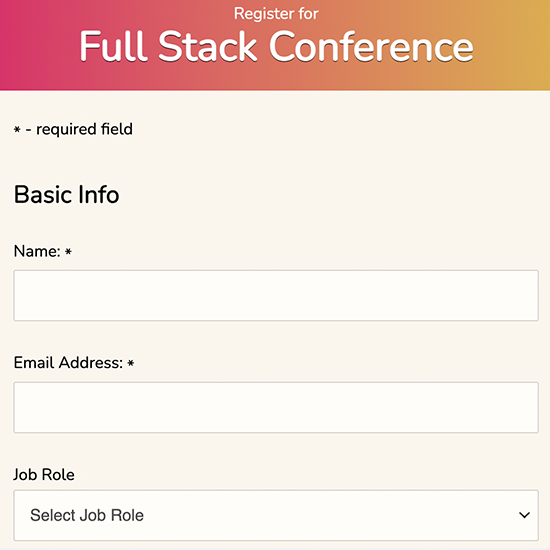 Register for
Full Stack Conference
* - required field
Basic Info
Name: *
Email Address: *
Job Role
Select Job Role